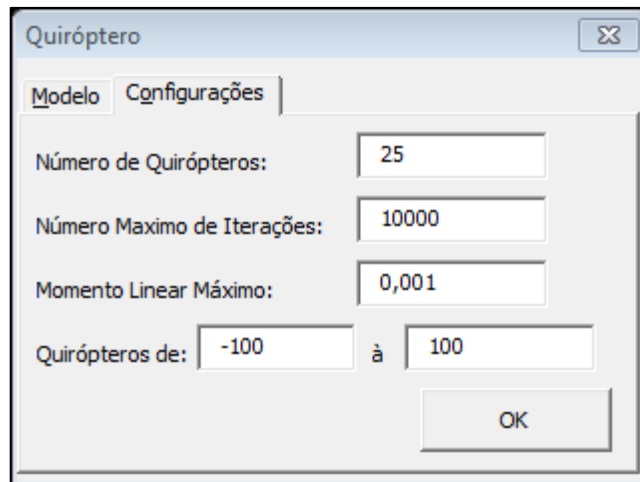 Quiróptero
Modelo Configurações
Número de Quirópteros: 25
Número Maximo de Iterações: 10000
Momento Linear Máximo: 0,001
Quirópteros de: -100 à 100
OK